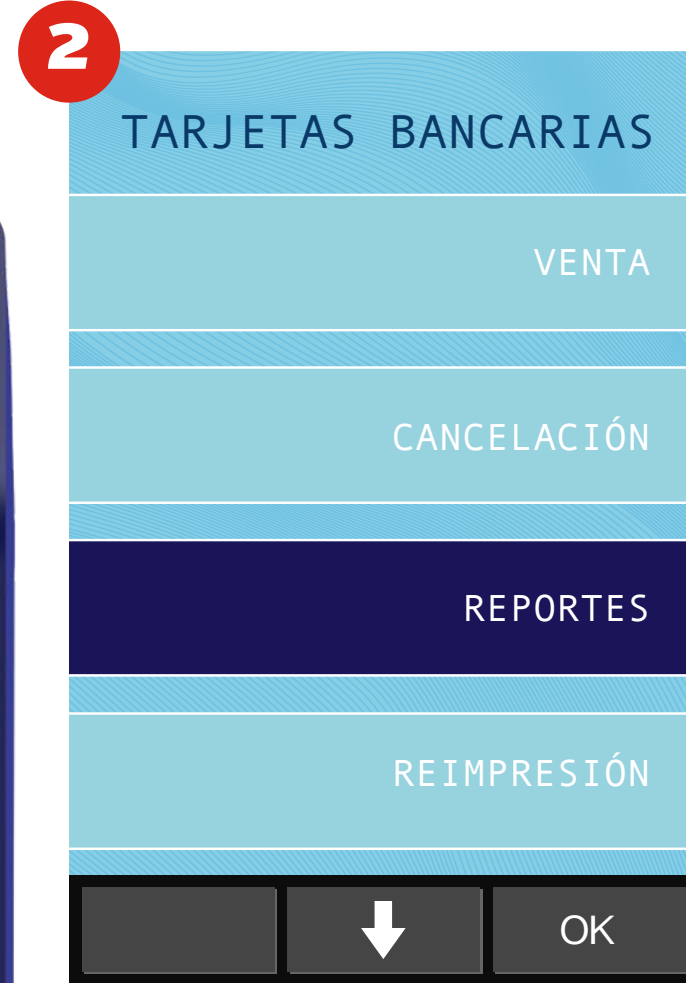 2
TARJETAS BANCARIAS
VENTA
CANCELACIÓN
REPORTES
REIMPRESIÓN
OK